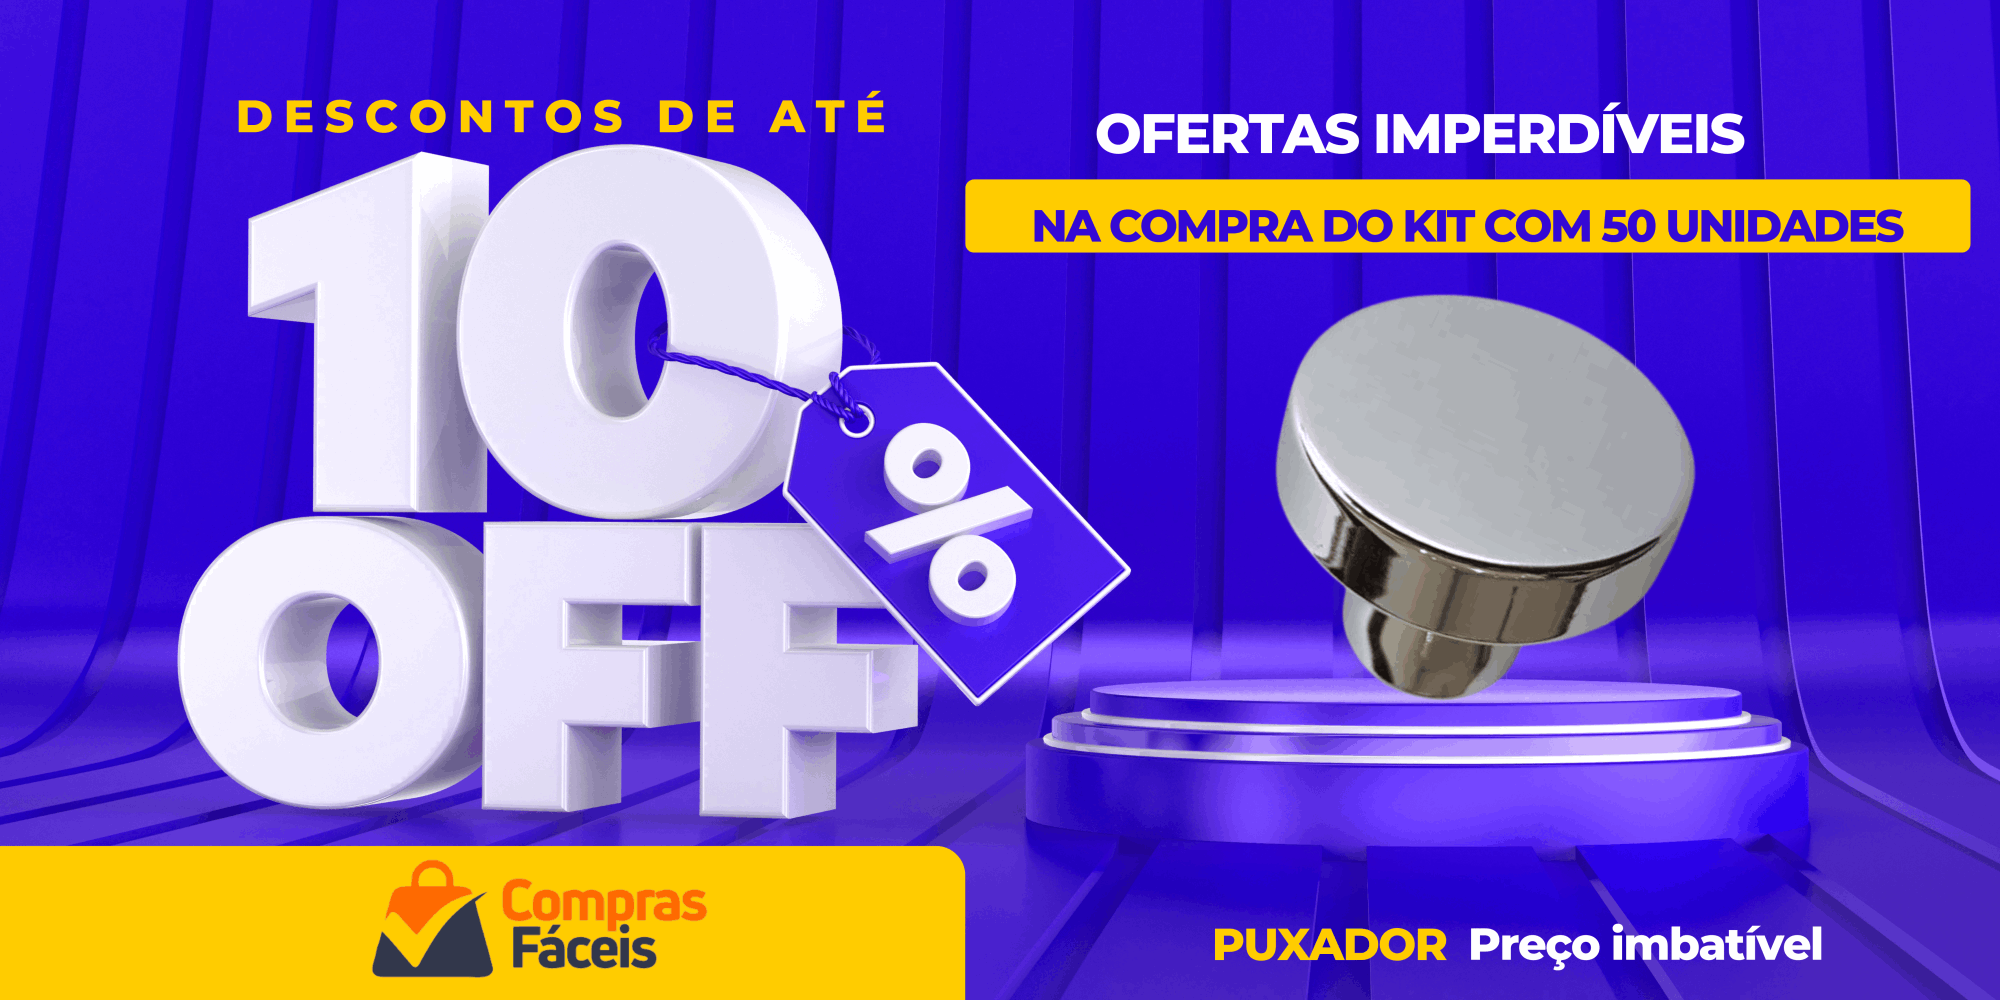 DESCONTOS DE ATÉ
10
OFF
%
OFERTAS IMPERDÍVEIS
NA COMPRA DO KIT COM 50 UNIDADES
Compras
Fáceis
PUXADOR Preço imbatível